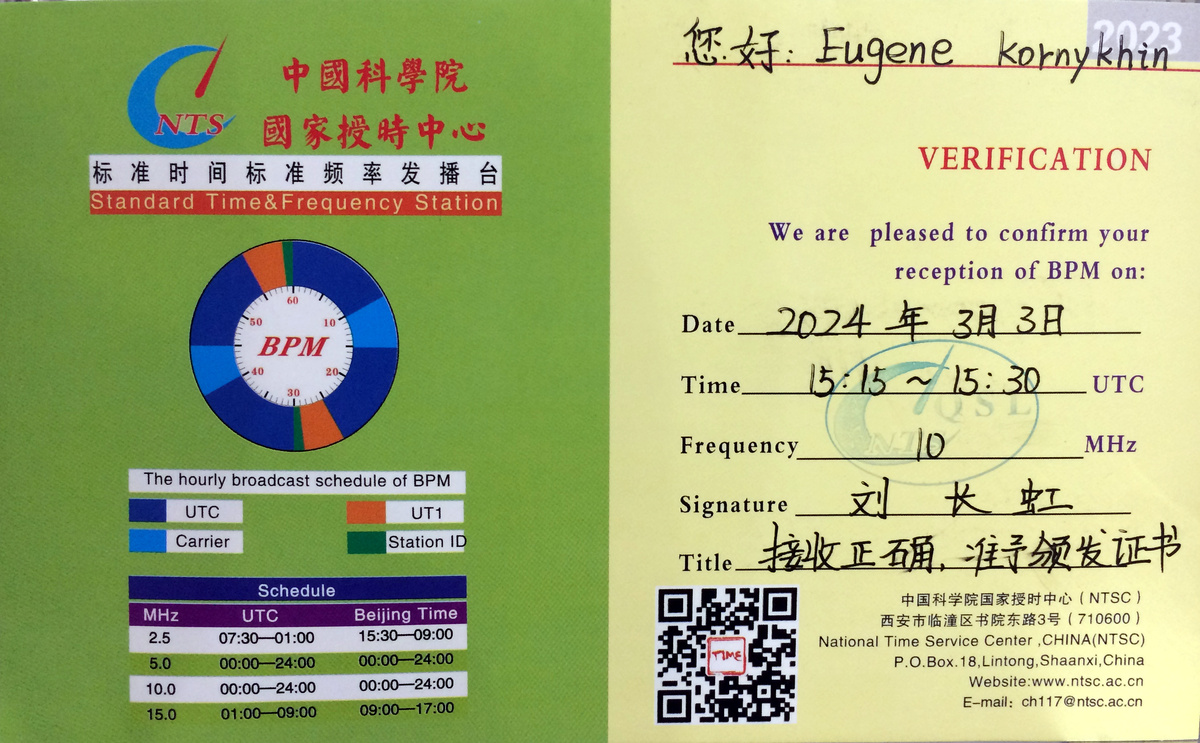 NTS
中國科學院
國家授時中心
标准时间标准频率发播台
Standard Time&Frequency Station
60
50
10
BPM
40
20
30
The hourly broadcast schedule of BPM
UTC
UT1
Carrier
Station ID
Schedule
MHz UTC Beijing Time
2.5 07:30—01:00 15:30—09:00
5.0 00:00—24:00 00:00—24:00
10.0 00:00—24:00 00:00—24:00
15.0 01:00—09:00 09:00—17:00
2023
您好: Eugene kornykhin
VERIFICATION
We are pleased to confirm your
reception of BPM on:
Date 2024年3月3日
Time 15:15~15:30 UTC
QSL
NTS
Frequency 10 MHz
Signature 刘长虹
Title 接收正确,准予颁发证书
TIME
中国科学院国家授时中心(NTSC)
西安市临潼区书院东路3号(710600)
National Time Service Center ,CHINA(NTSC)
P.O.Box.18,Lintong,Shaanxi,China
Website:www.ntsc.ac.cn
E-mail: ch117@ntsc.ac.cn